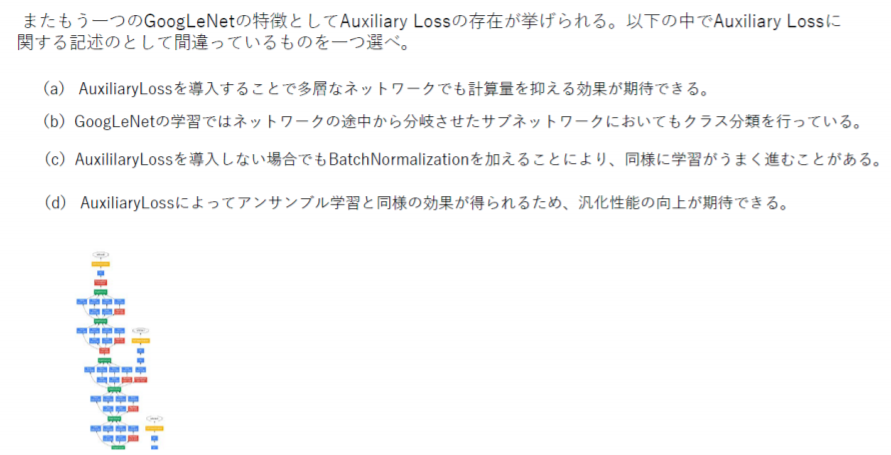 またもう一つのGoogLeNetの特徴としてAuxiliary Lossの存在が挙げられる。以下の中でAuxiliary Lossに
関する記述のとして間違っているものを一つ選べ。
(a) AuxiliaryLossを導入することで多層なネットワークでも計算量を抑える効果が期待できる。
(b) GoogLeNetの学習ではネットワークの途中から分岐させたサブネットワークにおいてもクラス分類を行っている。
(c) AuxililaryLossを導入しない場合でもBatchNormalizationを加えることにより、同様に学習がうまく進むことがある。
(d) AuxiliaryLossによってアンサンブル学習と同様の効果が得られるため、汎化性能の向上が期待できる。